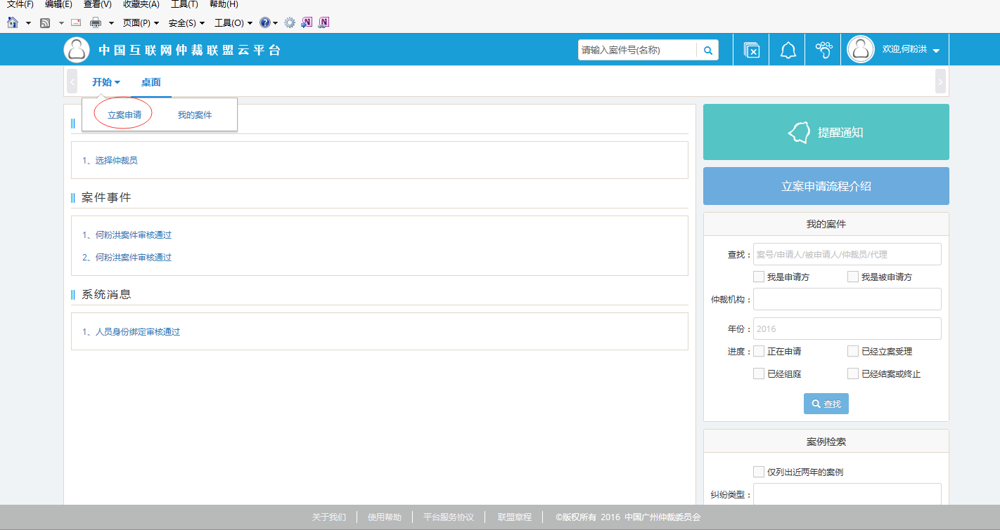 文件(F) 编辑(E) 查看(V) 收藏夹(A) 工具(T) 帮助(H)
页面(P) 安全(S) 工具(O)
中国互联网仲裁联盟云平台
请输入案件号(名称)
欢迎,何粉洪
开始 桌面
立案申请 我的案件
1、选择仲裁员
案件事件
1、何粉洪案件审核通过
2、何粉洪案件审核通过
系统消息
1、人员身份绑定审核通过
提醒通知
立案申请流程介绍
我的案件
查找： 案号/申请人/被申请人/仲裁员/代理
我是申请方 我是被申请方
仲裁机构：
年份： 2016
进度： 正在申请 已经立案受理
已经组庭 已经结案或终止
查找
案例检索
仅列出近两年的案例
纠纷类型：
关于我们 使用帮助 平台服务协议 联盟章程 ©版权所有 2016 中国广州仲裁委员会